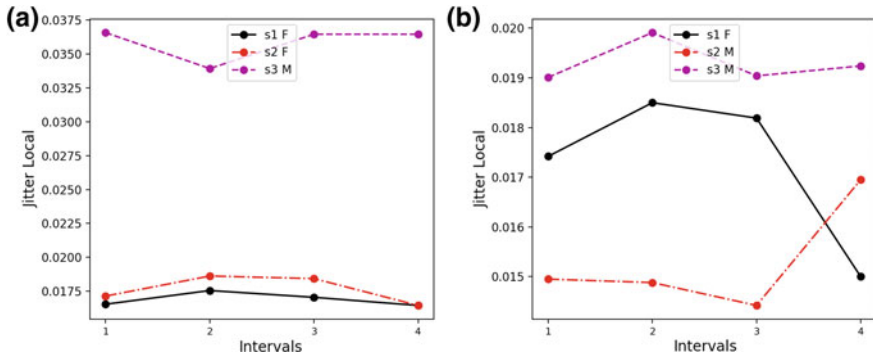 (a)
0.0375
0.0350
0.0325
0.0300
0.0275
0.0250
0.0225
0.0200
0.0175
Jitter Local
s1 F
s2 F
s3 M
1 2 3 4
Intervals
(b)
0.020
0.019
0.018
0.017
0.016
0.015
Jitter Local
s1 F
s2 M
s3 M
1 2 3 4
Intervals